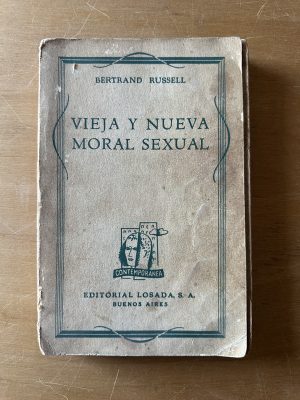 BERTRAND RUSSELL
VIEJA Y NUEVA
MORAL SEXUAL
CONTEMPORANEA
EDITORIAL LOSADA, S. A.
BUENOS AIRES